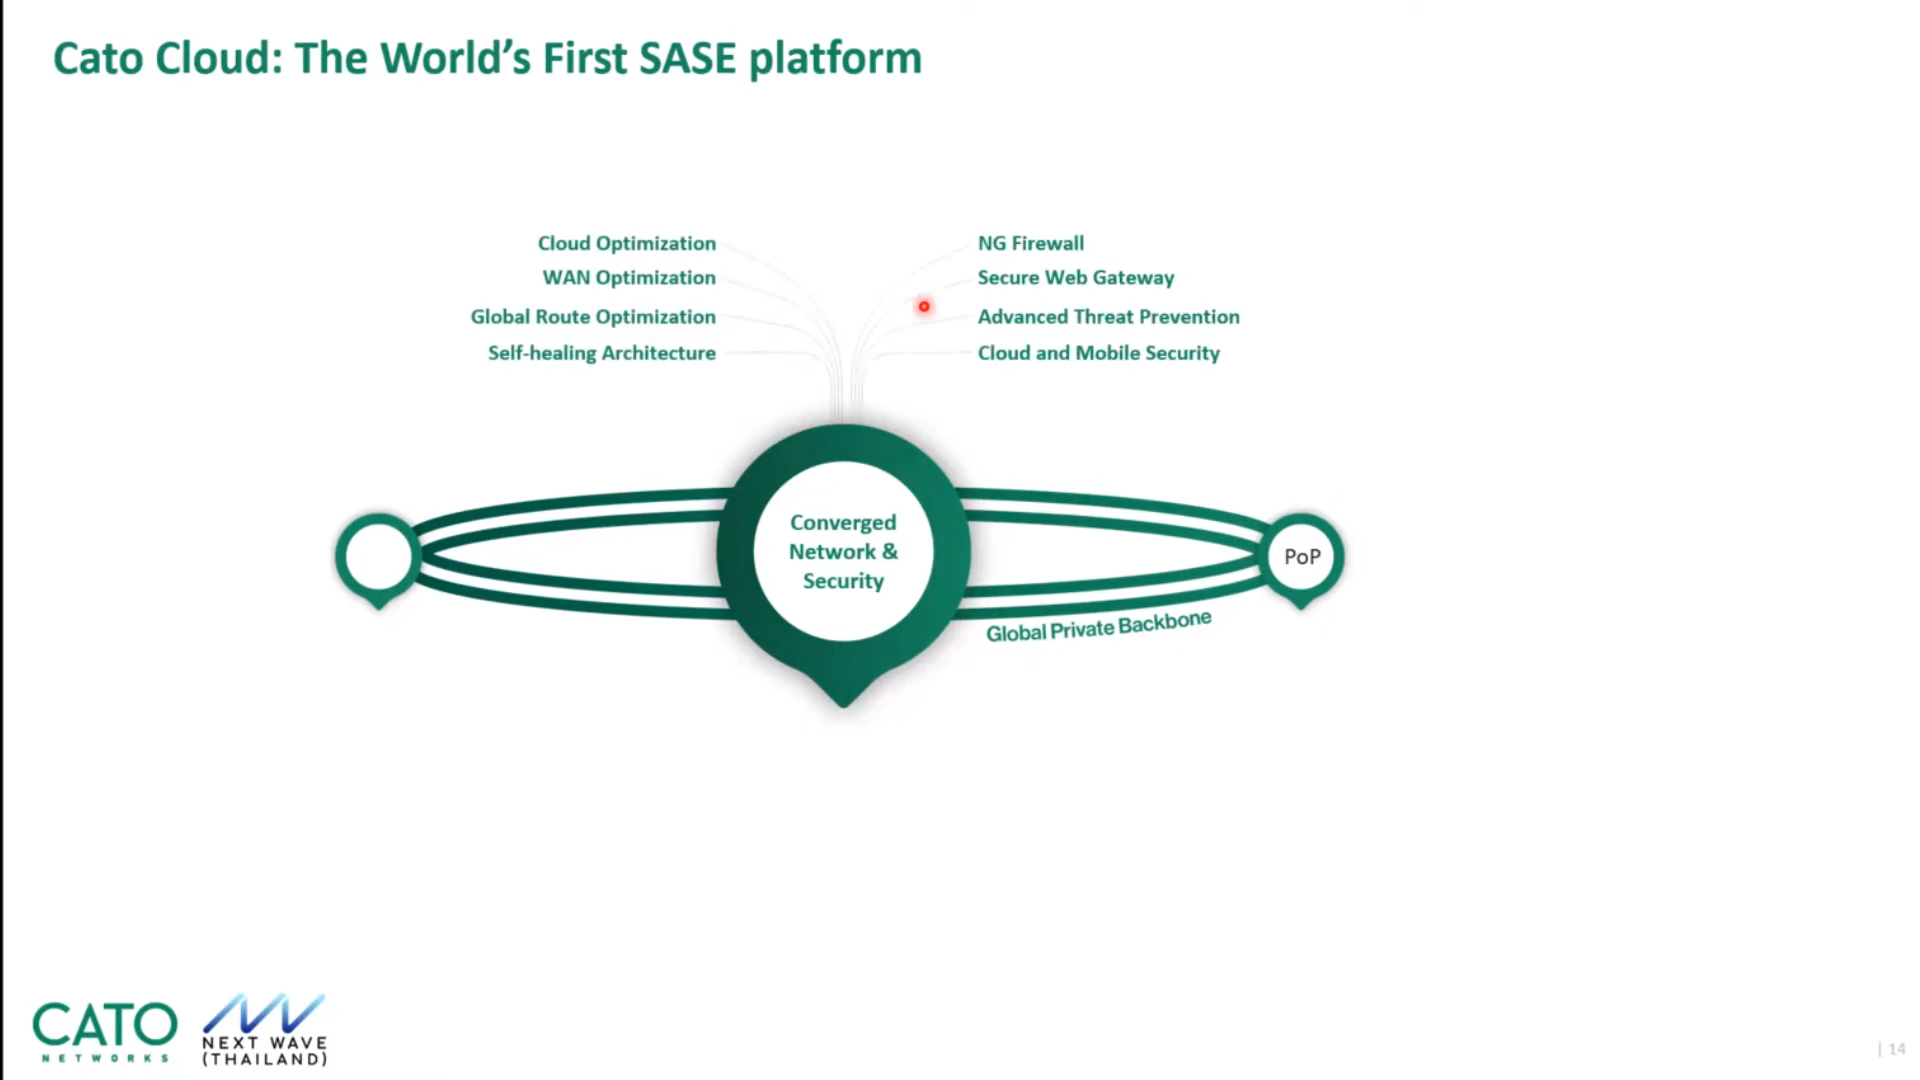 Cato Cloud: The World's First SASE platform
Cloud Optimization
WAN Optimization
Global Route Optimization
Self-healing Architecture
NG Firewall
Secure Web Gateway
Advanced Threat Prevention
Cloud and Mobile Security
Converged
Network &
Security
PoP
Global Private Backbone
CATO
NETWORKS
NEXT WAVE
(THAILAND)
| 14